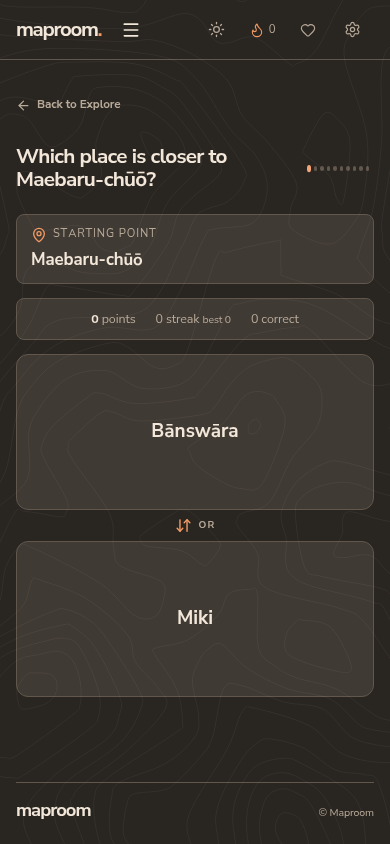 maproom.
0
Back to Explore
Which place is closer to
Maebaru-chūō?
STARTING POINT
Maebaru-chūō
0 points 0 streak best 0 0 correct
Bānswāra
OR
Miki
maproom
© Maproom